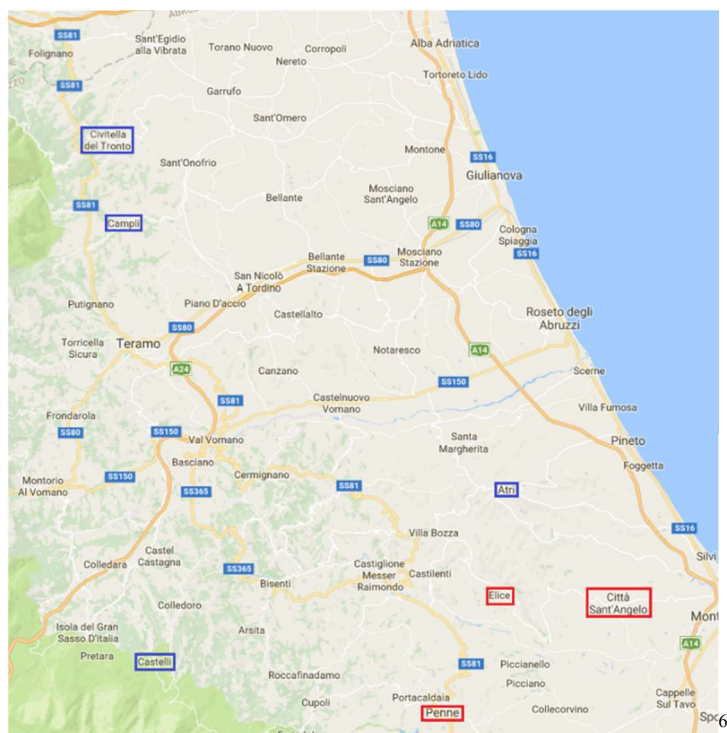 ABRU
SS81
Folignano
Sant'Egidio
alla Vibrata
Torano Nuovo
Corropoli
Nereto
Alba Adriatica
Tortoreto Lido
SS81
Garrufo
Sant'Omero
Civitella
del Tronto
Sant'Onofrio
Montone
SS16
Giulianova
Mosciano
Sant'Angelo
Bellante
SS81
Campli
A14
SS80
Cologna
Spiaggia
SS16
Bellante
Stazione
SS80
Mosciano
Stazione
San Nicolò
A Tordino
Putignano
Piano D'accio
Castellalto
Roseto degli
Abruzzi
SS80
Teramo
Torricella
Sicura
Notaresco
A14
A24
Canzano
SS150
Scerne
SS81
Castelnuovo
Vomano
Villa Fumosa
Frondarola
SS80
SS150
Val Vomano
Santa
Margherita
Pineto
Basciano
Foggetta
Montorio
Al Vomano
SS150
SS365
Cermignano
SS81
Atri
SS16
Villa Bozza
Silvi
Castel
Castagna
Colledara
SS365
Bisenti
Castiglione
Messer
Raimondo
Castilenti
Elice
Città
Sant'Angelo
Colledoro
Mont
Isola del Gran
Sasso D'italia
Arsita
A14
Pretara
Castelli
SS81
Piccianello
Roccafinadamo
Picciano
Portacaldaia
Cappelle
Sul Tavo
Cupoli
Penne
Collecorvino
6